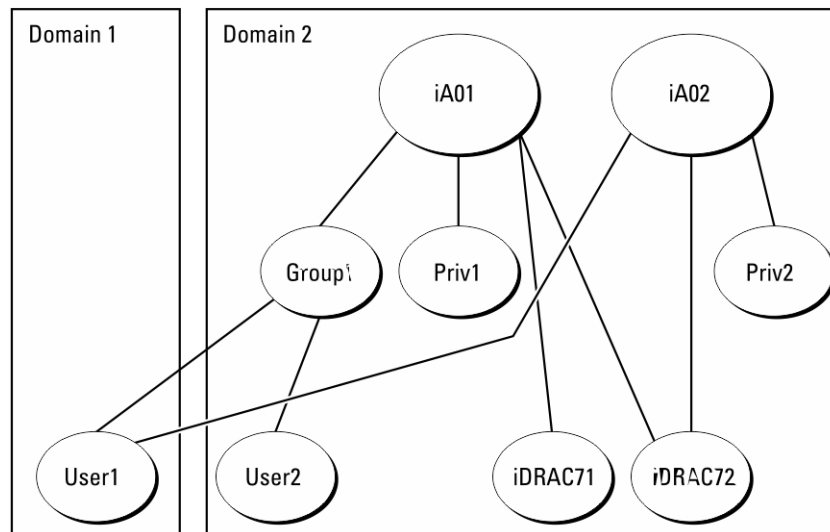 Domain 1
Domain 2
iA01
iA02
Group1
Priv1
Priv2
User1
User2
iDRAC71
iDRAC72